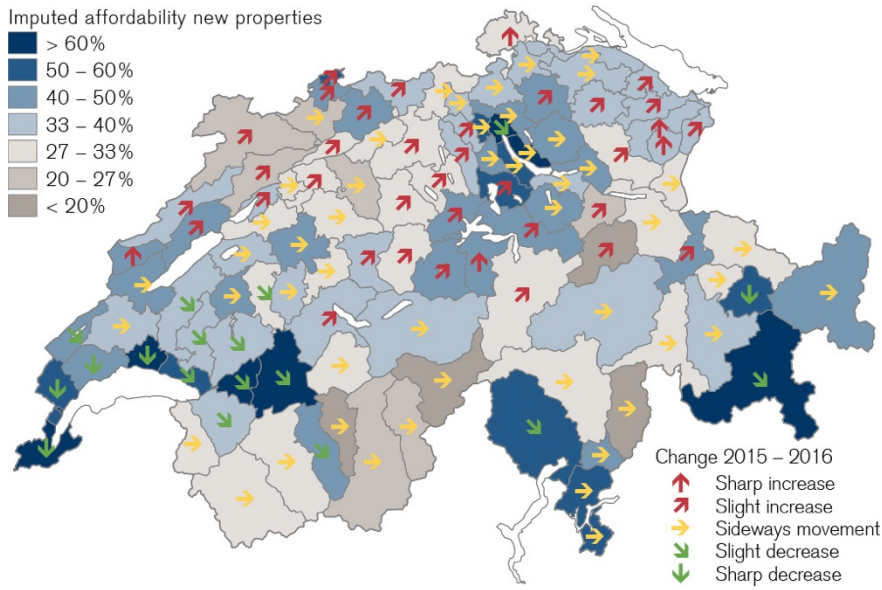 Imputed affordability new properties
> 60%
50 – 60%
40 – 50%
33 – 40%
27 – 33%
20 – 27%
< 20%
Change 2015 – 2016
Sharp increase
Slight increase
Sideways movement
Slight decrease
Sharp decrease